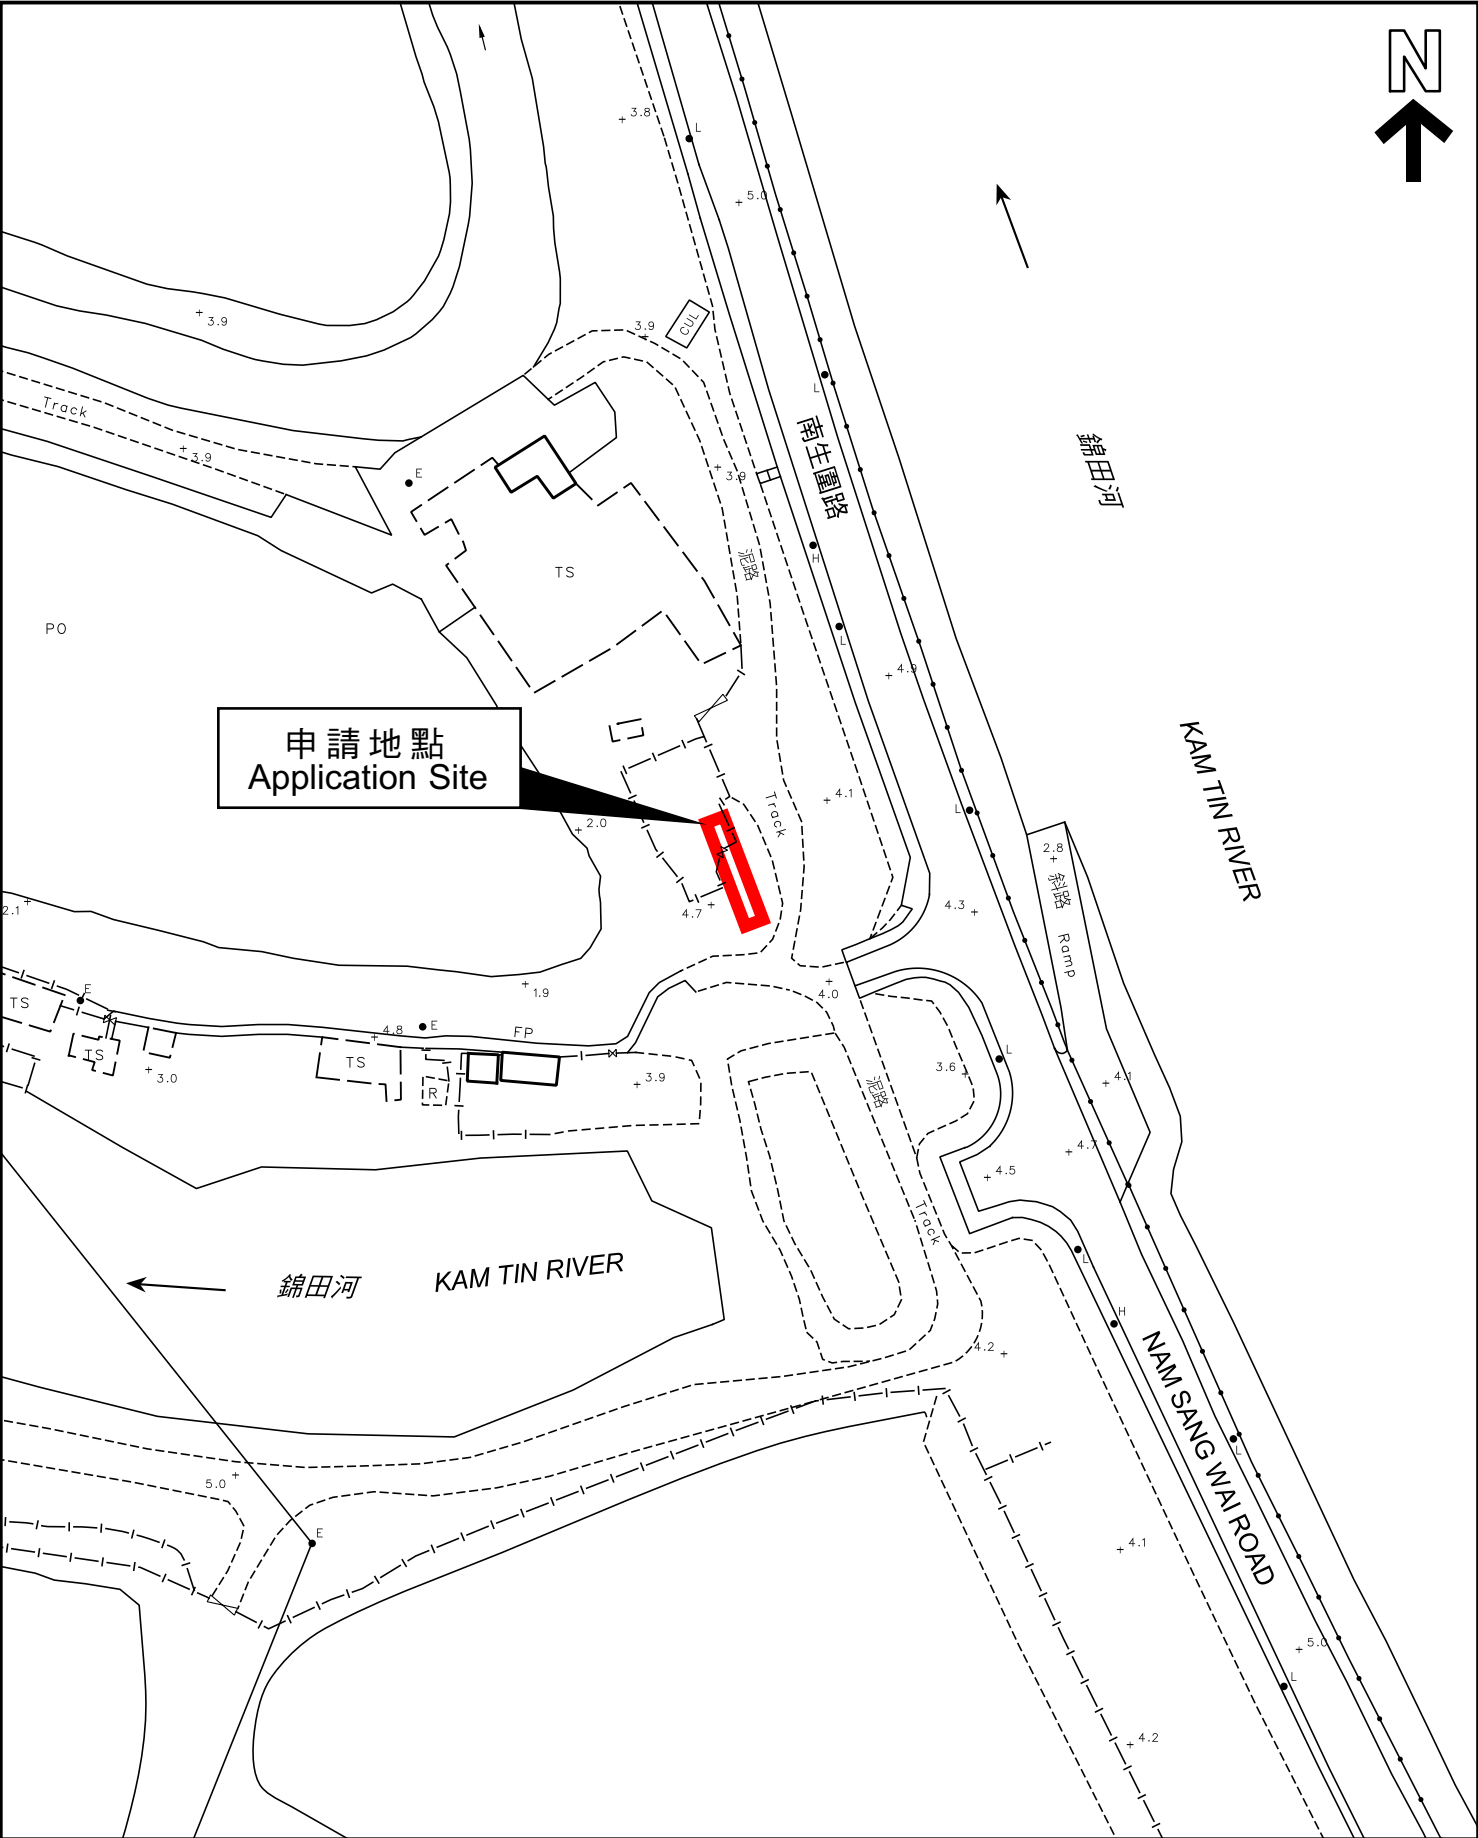 N
3.8
L
5.0
3.9
3.9
CUL
Track
3.9
E
3.9
L
南生圍路
錦田河
H
泥路
TS
PO
L
4.9
申請地點
Application Site
KAM TIN RIVER
2.0
Track
4.1
L
2.8
斜路
Ramp
4.7
4.3
2.1
1.9
4.0
TS
E
TS
3.0
4.8
E
FP
TS
R
3.9
3.6
L
泥路
4.1
4.7
4.5
Track
錦田河
KAM TIN RIVER
L
H
4.2
NAM SANG WAI ROAD
L
5.0
E
4.1
5.0
L
4.2